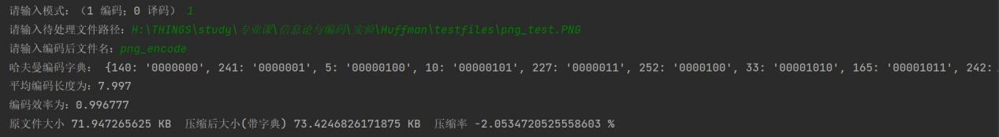 请输入模式：（1 编码；0 译码） 1
请输入待处理文件路径：H:\THINGS\study\专业课\信息论与编码\实验\Huffman\testfiles\png_test.PNG
请输入编码后文件名：png_encode
哈夫曼编码字典： {140: '0000000', 241: '0000001', 5: '00000100', 10: '00000101', 227: '0000011', 252: '0000100', 33: '00001010', 165: '00001011', 242:
平均编码长度为：7.997
编码效率为：0.996777
原文件大小 71.947265625 KB  压缩后大小(带字典) 73.4246826171875 KB  压缩率 -2.0534720525558603 %